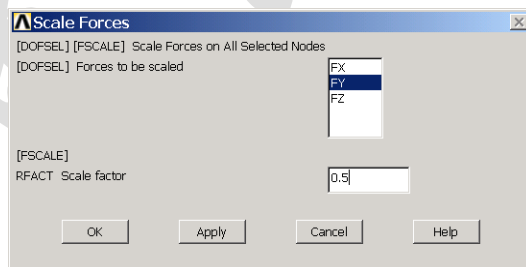 Scale Forces
[DOFSEL] [FSCALE] Scale Forces on All Selected Nodes
[DOFSEL] Forces to be scaled
FX
FY
FZ
[FSCALE]
RFACT Scale factor
0.5
OK Apply Cancel Help